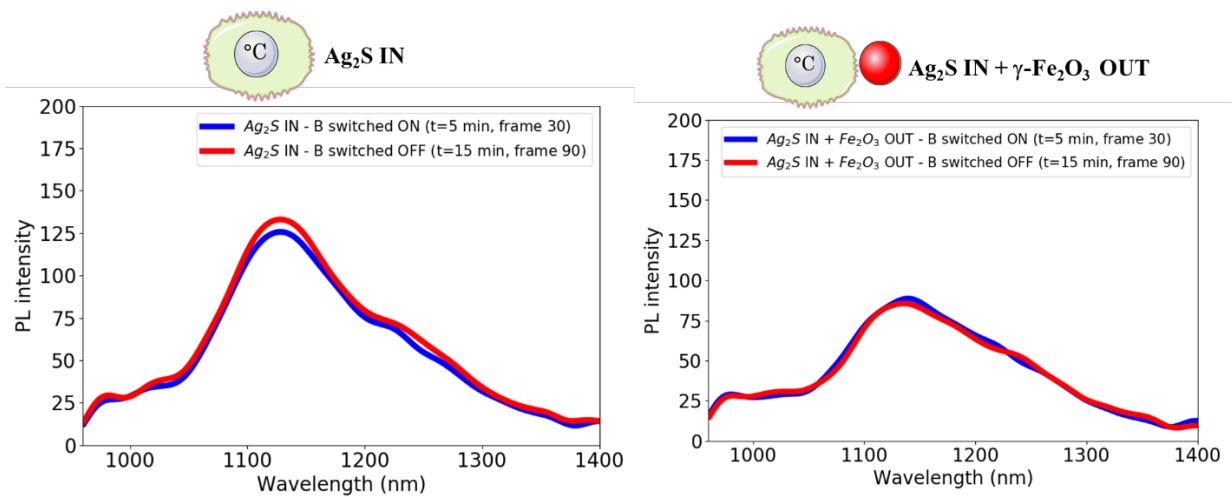 °C
Ag₂S IN
200
175
150
125
100
75
50
25
0
PL intensity
Ag₂S IN - B switched ON (t=5 min, frame 30)
Ag₂S IN - B switched OFF (t=15 min, frame 90)
1000 1100 1200 1300 1400
Wavelength (nm)
°C
Ag₂S IN + γ-Fe₂O₃ OUT
200
175
150
125
100
75
50
25
0
PL intensity
Ag₂S IN + Fe₂O₃ OUT - B switched ON (t=5 min, frame 30)
Ag₂S IN + Fe₂O₃ OUT - B switched OFF (t=15 min, frame 90)
1000 1100 1200 1300 1400
Wavelength (nm)